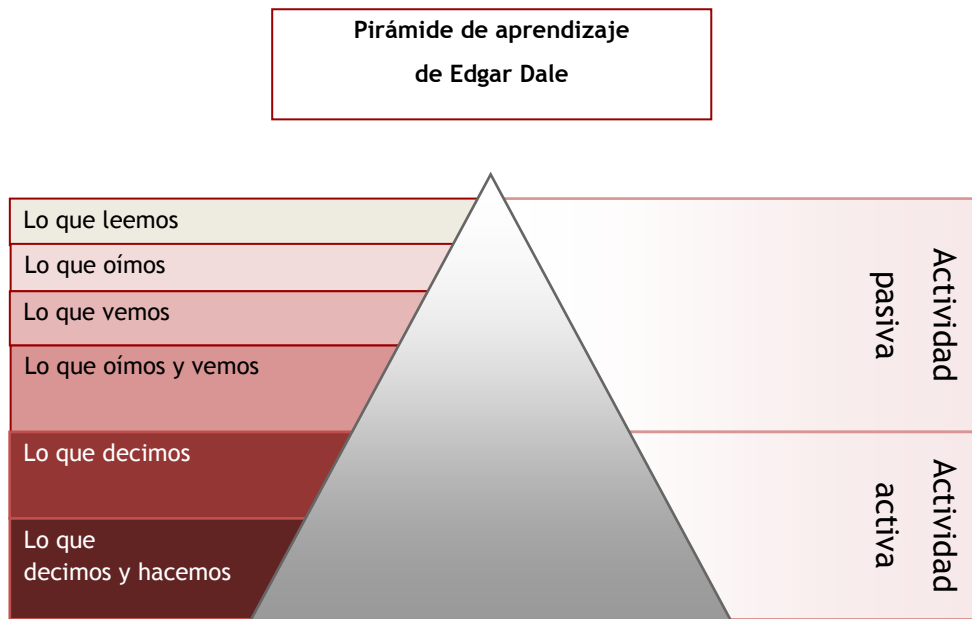 Pirámide de aprendizaje
de Edgar Dale
Lo que leemos
Lo que oímos
Lo que vemos
Lo que oímos y vemos
Lo que decimos
Lo que
decimos y hacemos
Actividad
pasiva
Actividad
activa